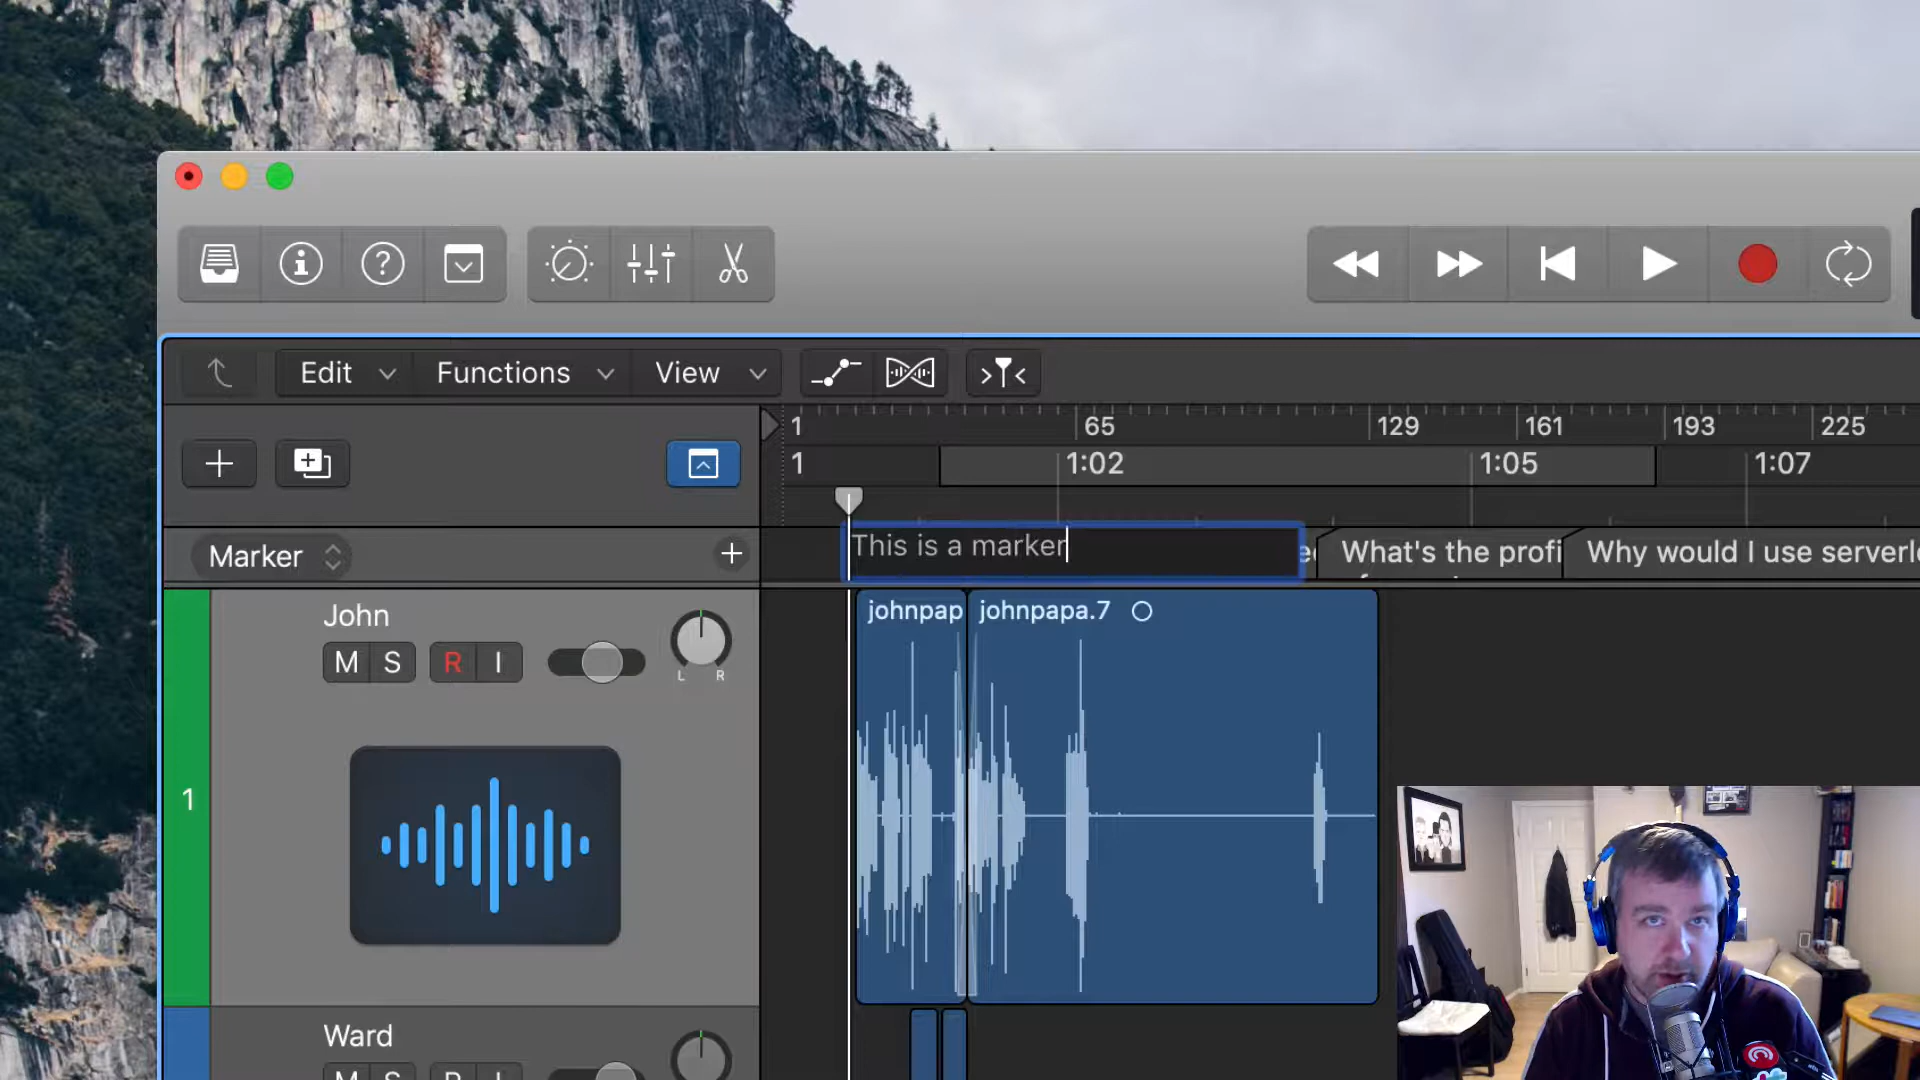 Edit Functions View
1 65 129 161 193 225
1 1:02 1:05 1:07
Marker
This is a marker
What's the profi
Why would I use serverl
John
M S R I
L R
johnpap
johnpapa.7
1
Ward
M S R I